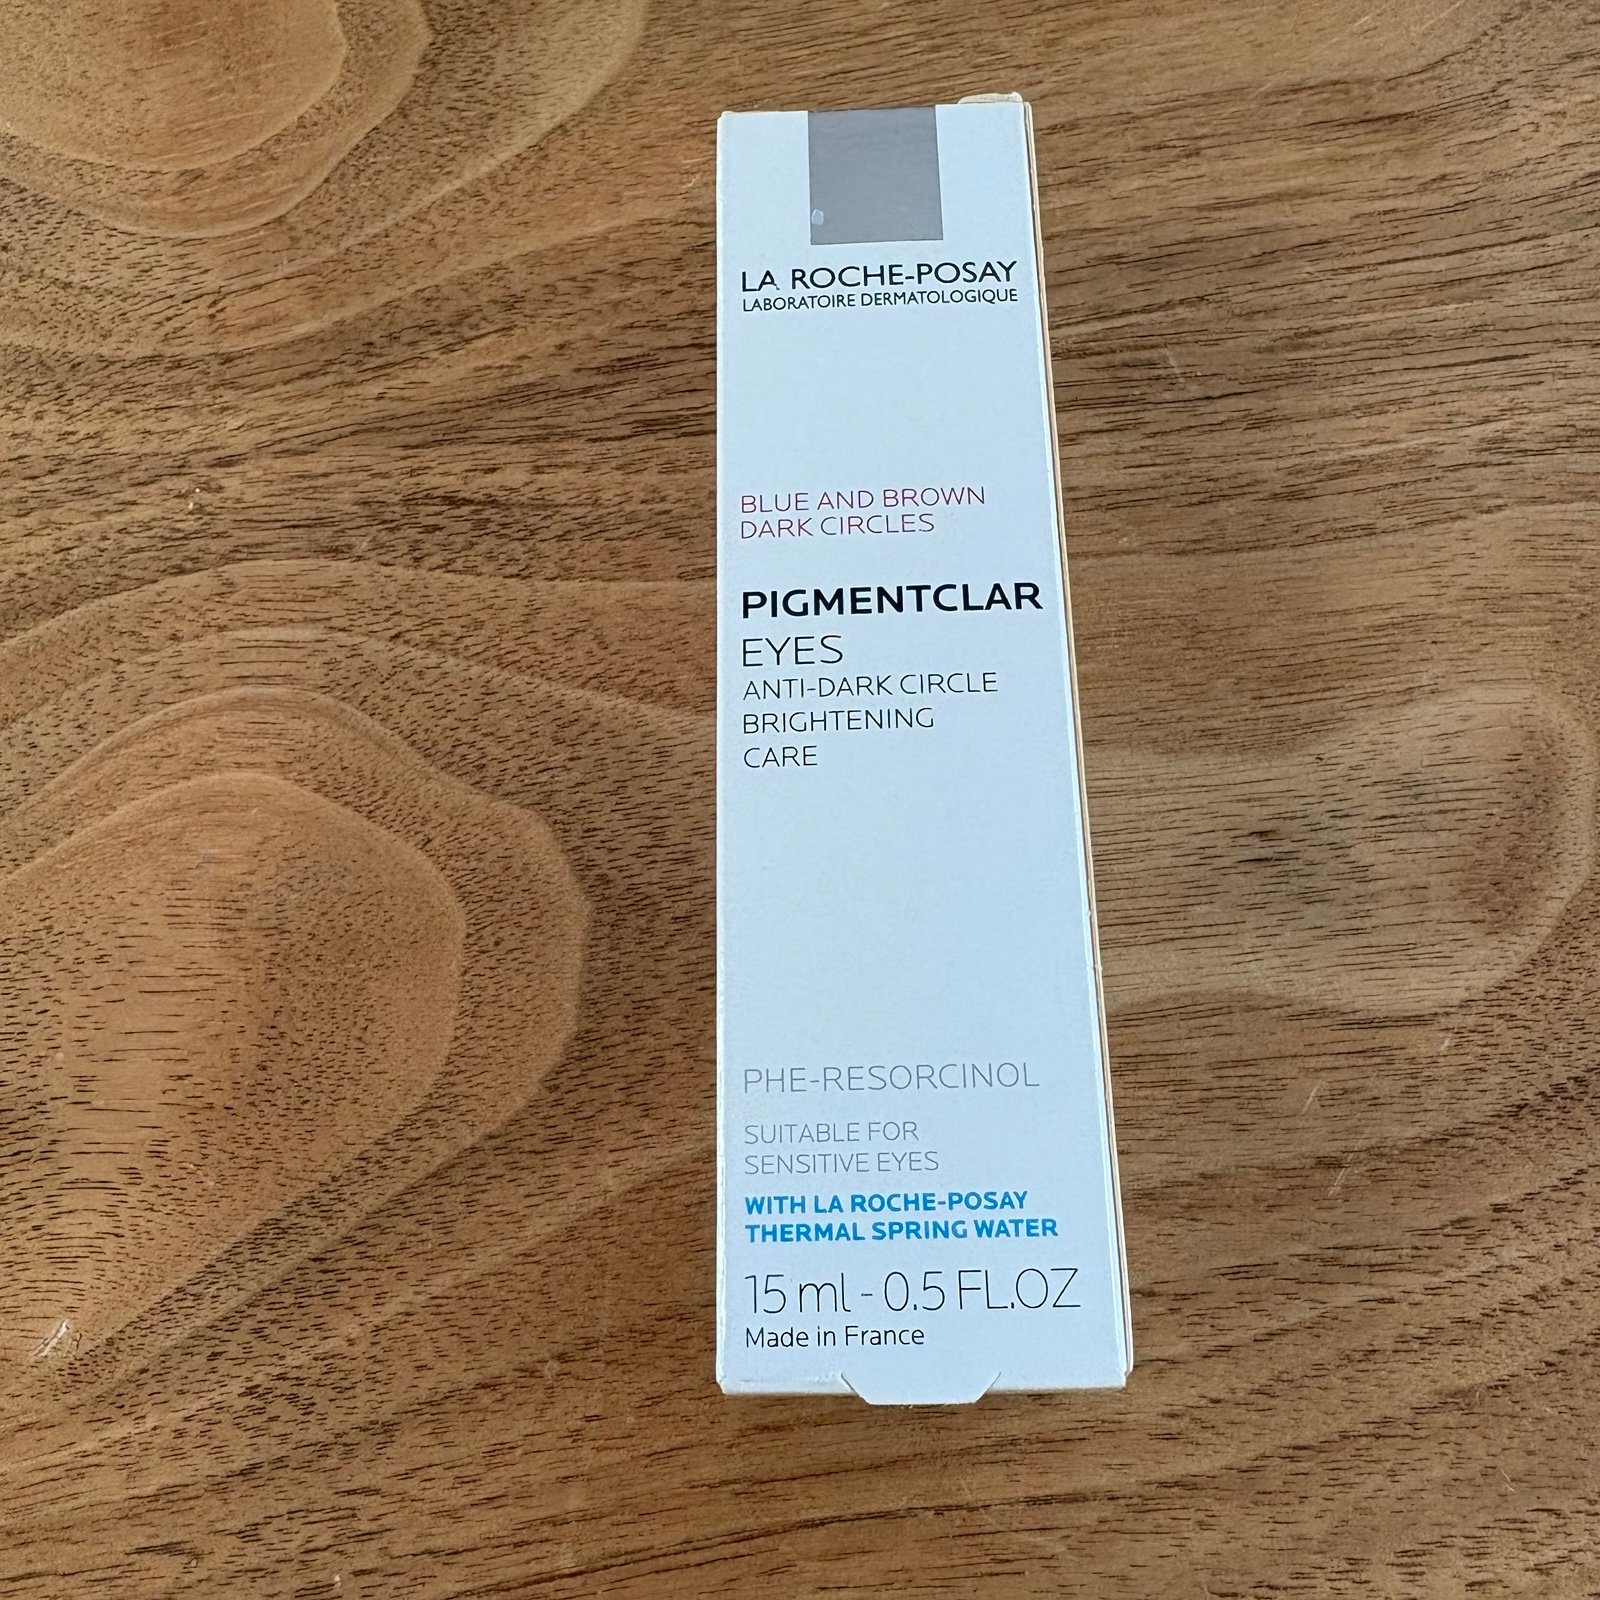 LA ROCHE-POSAY
LABORATOIRE DERMATOLOGIQUE
BLUE AND BROWN
DARK CIRCLES
PIGMENTCLAR
EYES
ANTI-DARK CIRCLE
BRIGHTENING
CARE
PHE-RESORCINOL
SUITABLE FOR
SENSITIVE EYES
WITH LA ROCHE-POSAY
THERMAL SPRING WATER
15 ml - 0.5 FL.OZ
Made in France